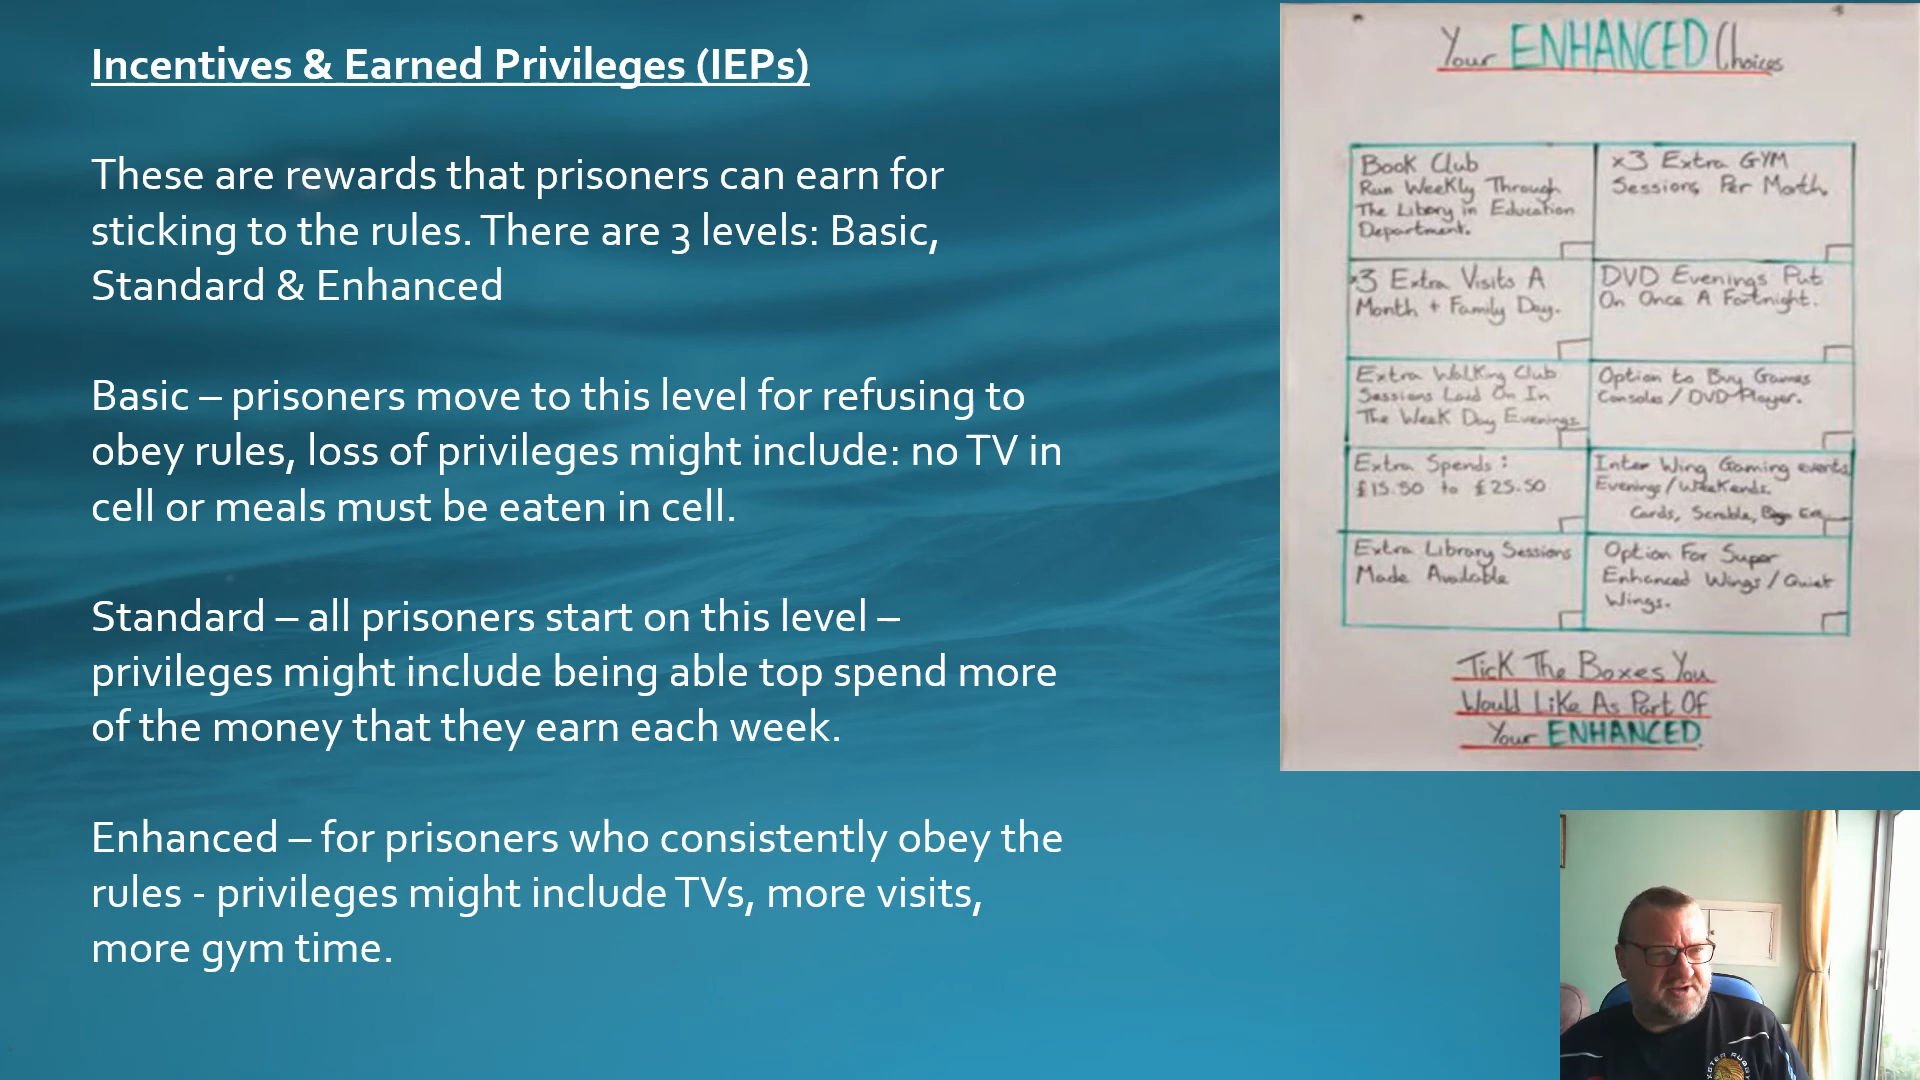 Incentives & Earned Privileges (IEPs)
These are rewards that prisoners can earn for
sticking to the rules. There are 3 levels: Basic,
Standard & Enhanced
Basic – prisoners move to this level for refusing to
obey rules, loss of privileges might include: no TV in
cell or meals must be eaten in cell.
Standard – all prisoners start on this level –
privileges might include being able top spend more
of the money that they earn each week.
Enhanced – for prisoners who consistently obey the
rules - privileges might include TVs, more visits,
more gym time.
Your ENHANCED Choices
Book Club
Run Weekly Through
The Libory in Education
Department.
x3 Extra GYM
Sessions Per Month.
x3 Extra Visits A
Month + Family Day.
DVD Evenings Put
On Once A Fortnight.
Extra Walking Club
Sessions Laid On In
The Week Day Evenings
Option to Buy Games
Consoles / DVD Player.
Extra Spends:
£15.50 to £25.50
Inter Wing Gaming events
Evenings / Weekends.
Cards, Scrable,
Extra Library Sessions
Made Available
Option For Super
Enhanced Wings / Quiet
Wings.
Tick The Boxes You
Would Like As Part Of
Your ENHANCED.